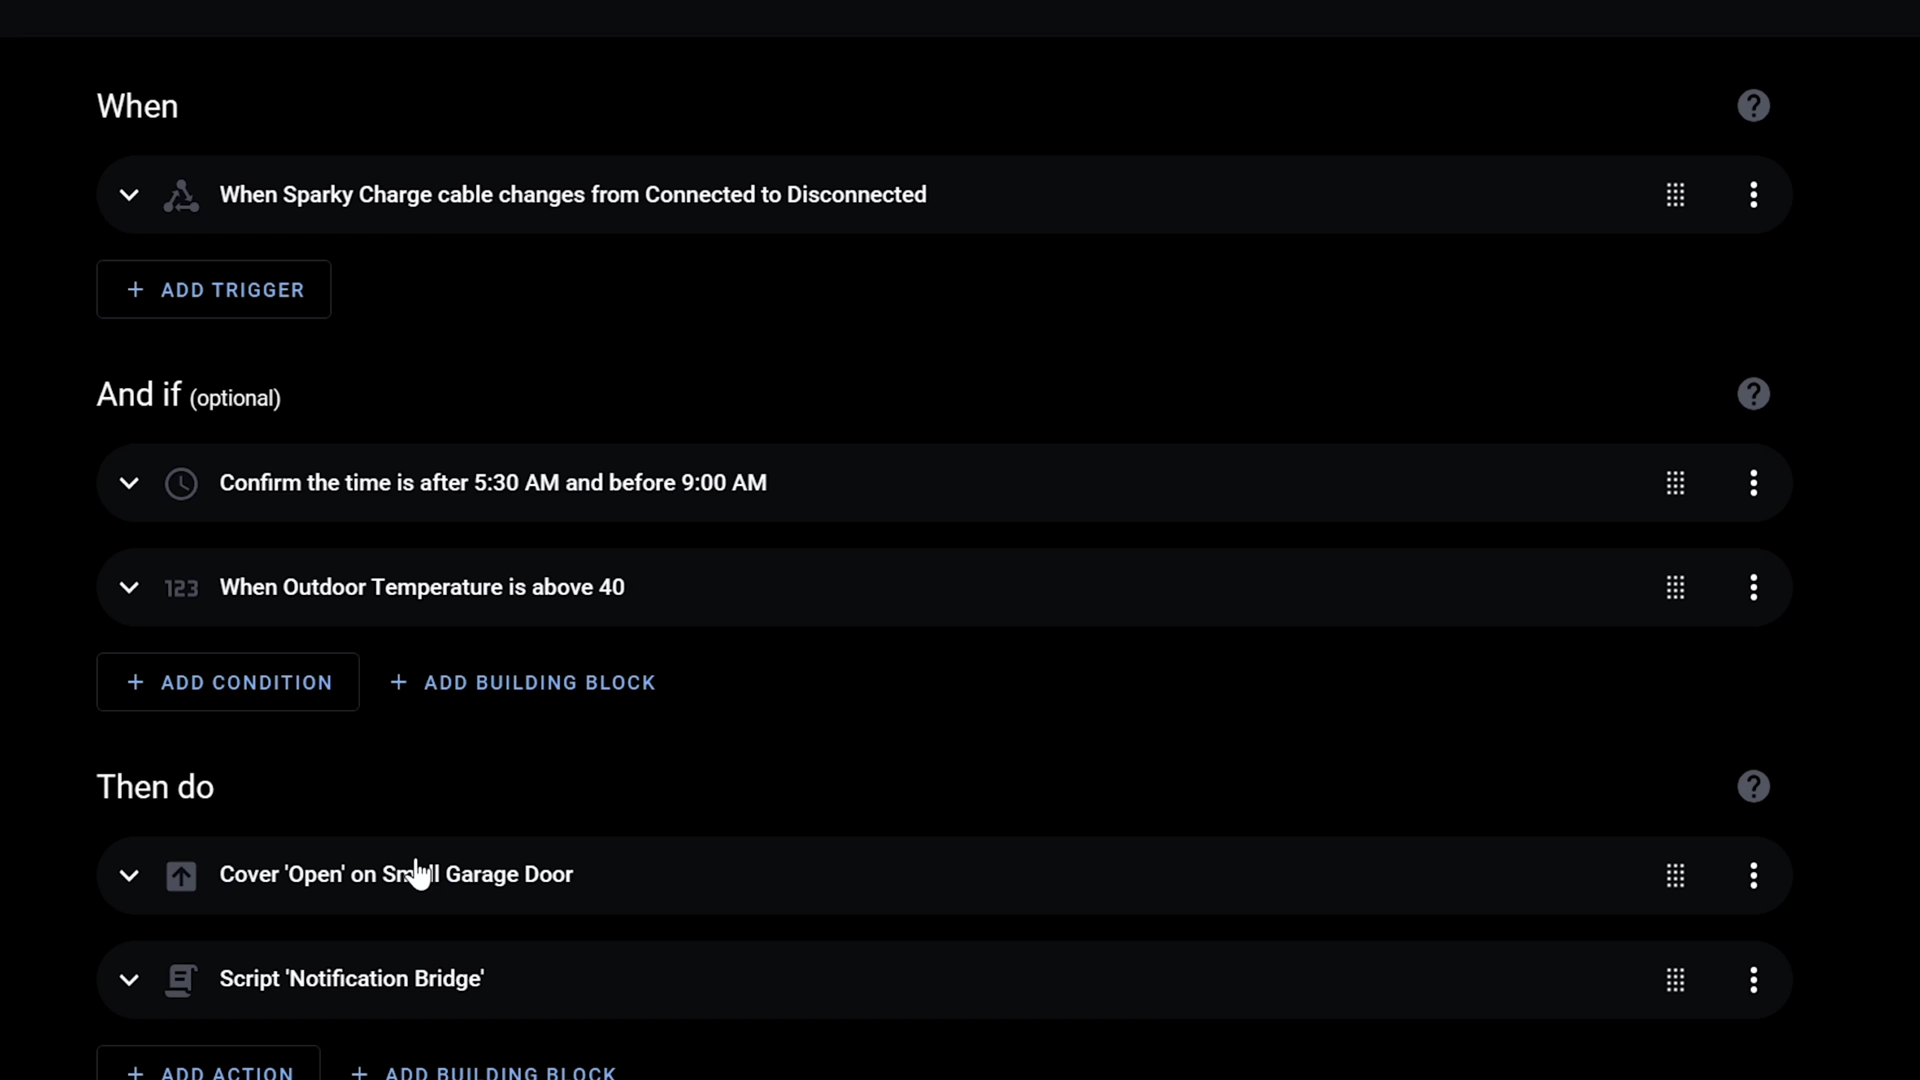 When
When Sparky Charge cable changes from Connected to Disconnected
+ ADD TRIGGER
And if (optional)
Confirm the time is after 5:30 AM and before 9:00 AM
123 When Outdoor Temperature is above 40
+ ADD CONDITION + ADD BUILDING BLOCK
Then do
Cover 'Open' on Small Garage Door
Script 'Notification Bridge'
+ ADD ACTION + ADD BUILDING BLOCK